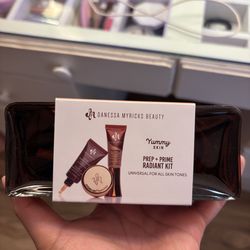 DANESSA MYRICKS BEAUTY
Yummy
SKIN
PREP + PRIME
RADIANT KIT
UNIVERSAL FOR ALL SKIN TONES